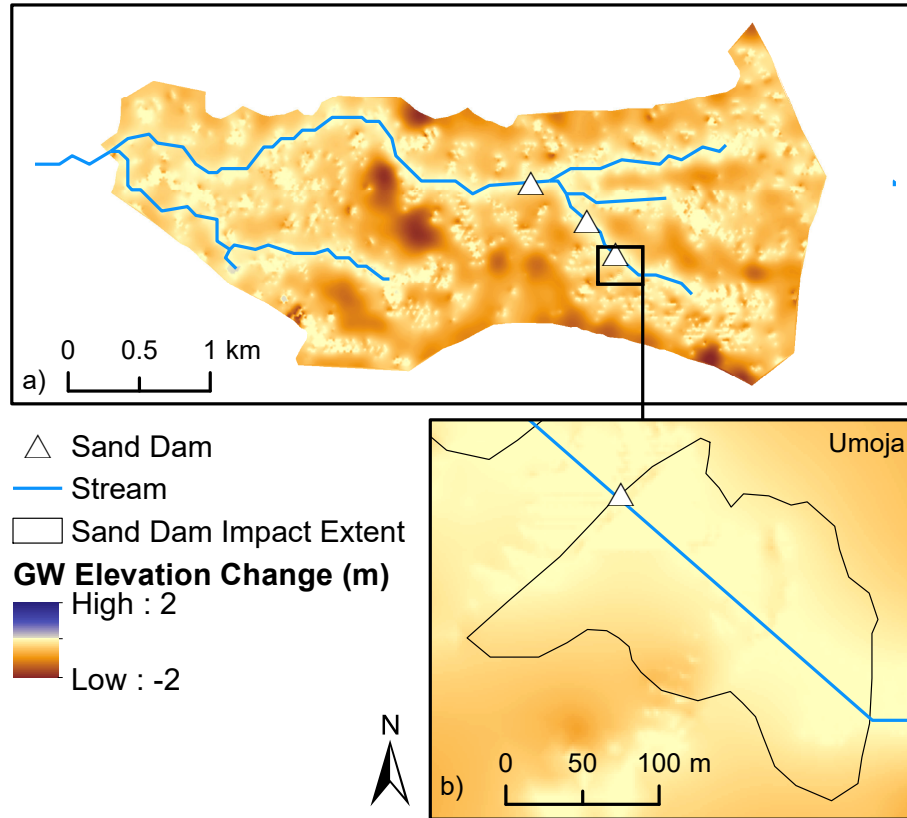 0 0.5 1 km
a)
Sand Dam
Stream
Sand Dam Impact Extent
GW Elevation Change (m)
High : 2
Low : -2
N
Umoja
0 50 100 m
b)